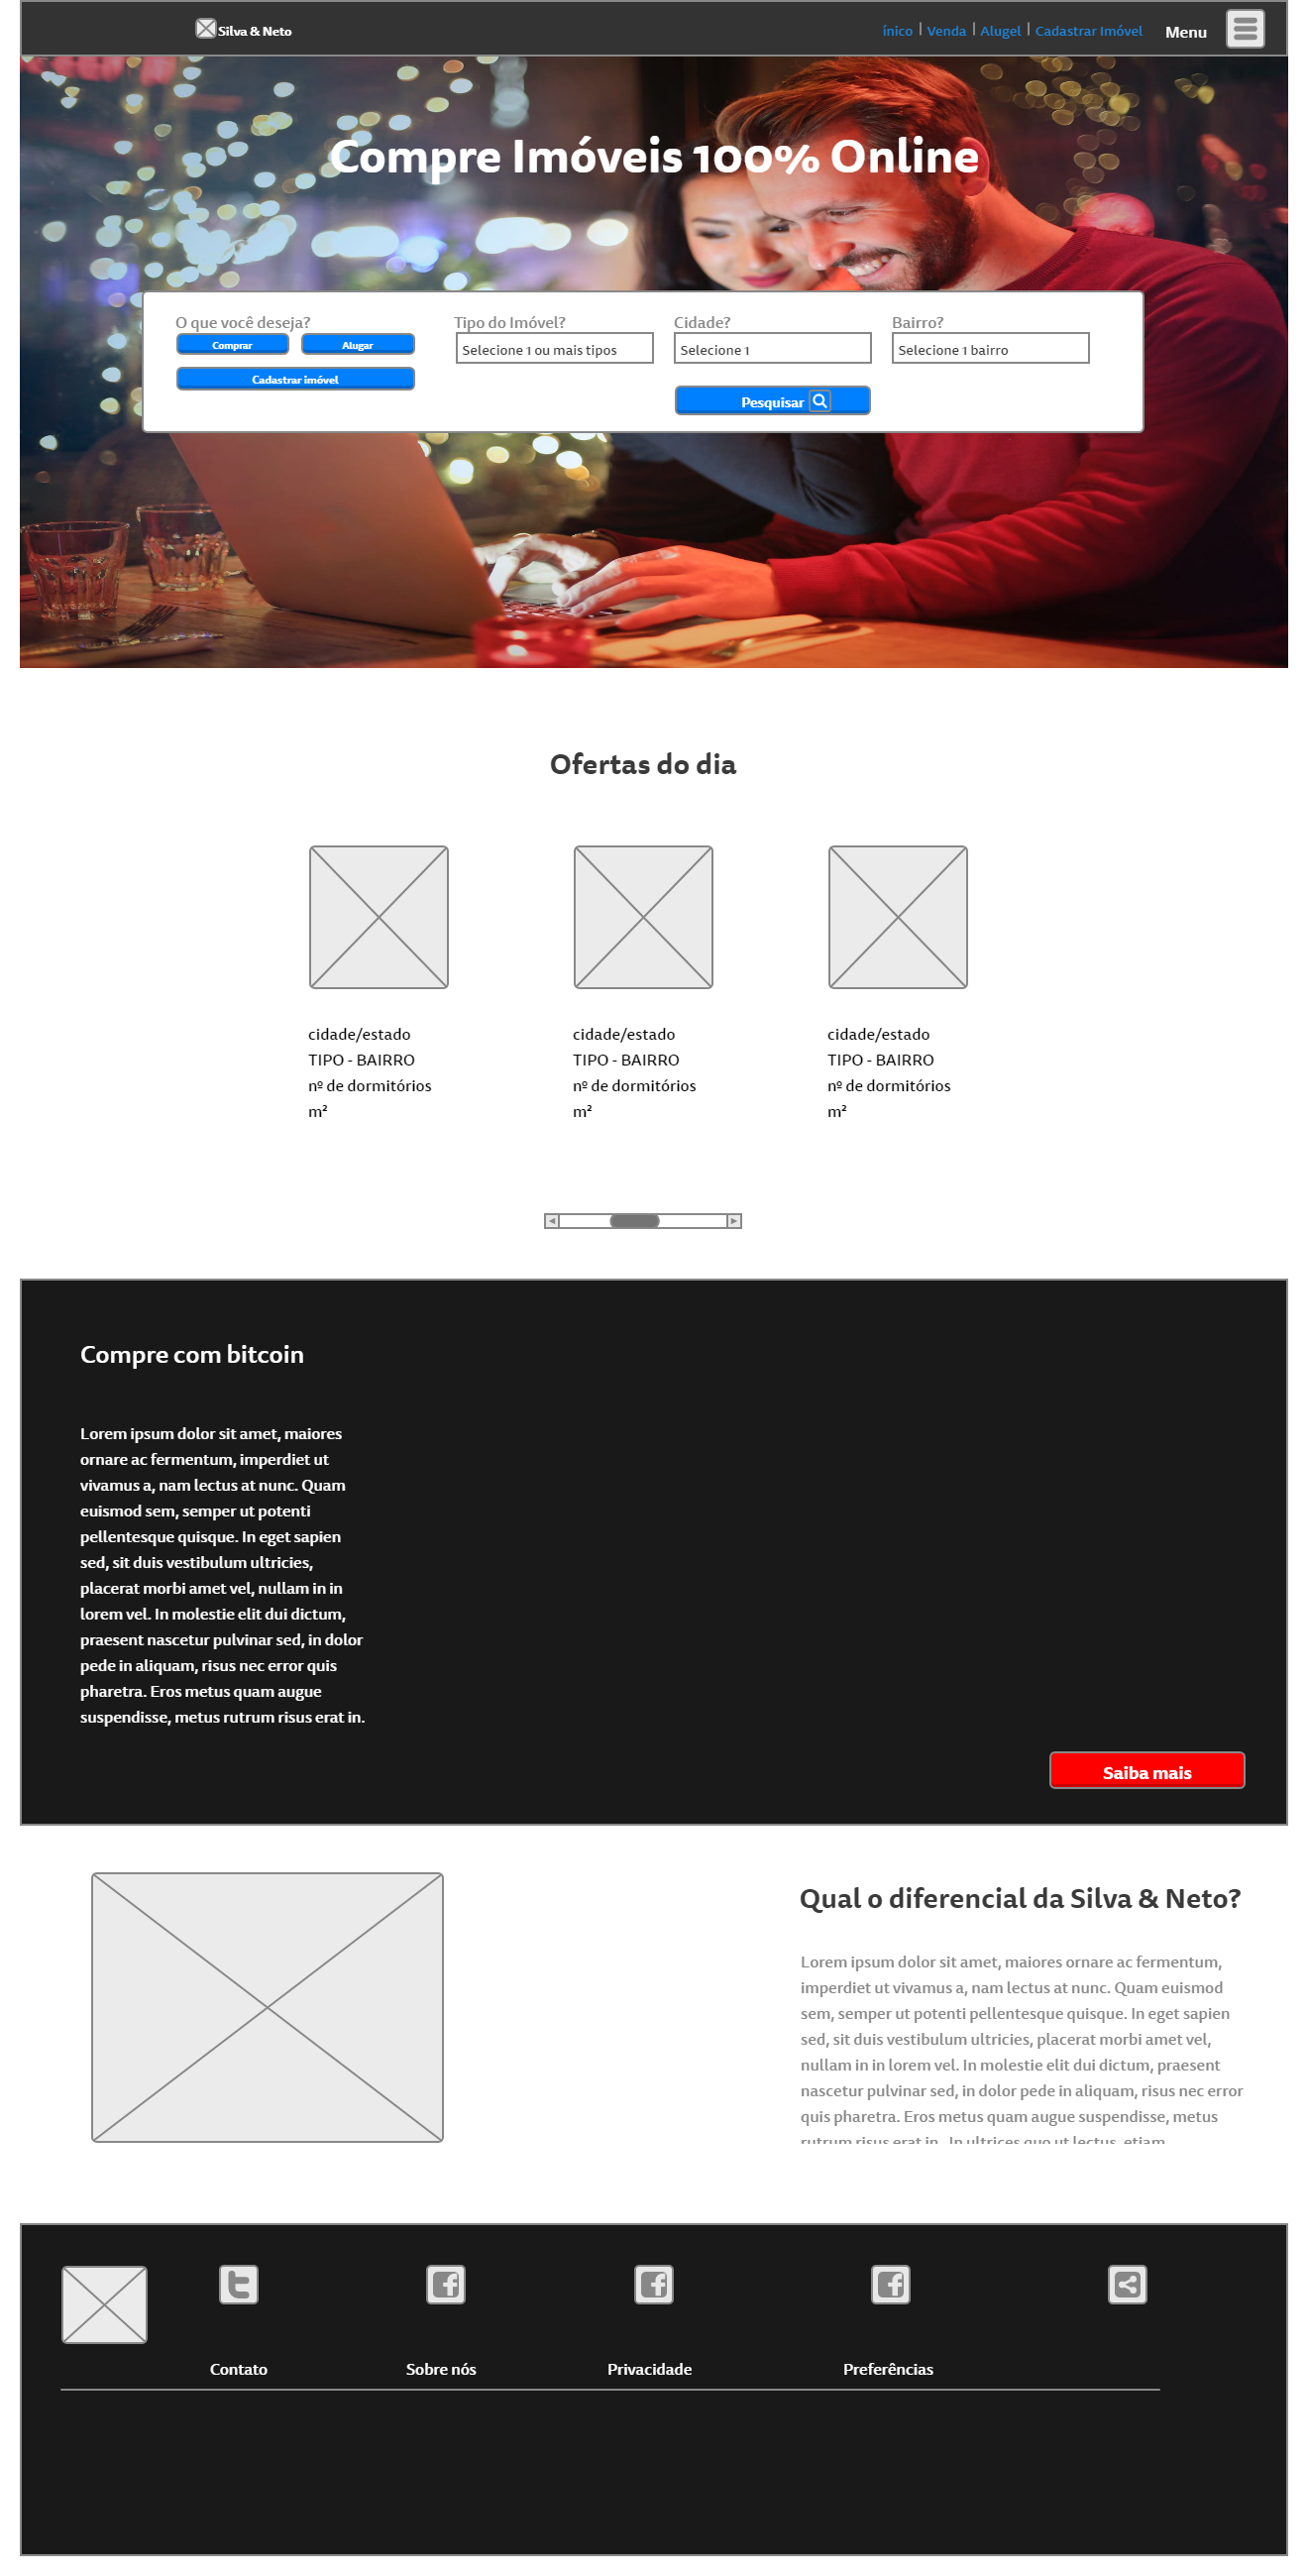 Silva & Neto
ínico | Venda | Alugel | Cadastrar Imóvel
Menu
Compre Imóveis 100% Online
O que você deseja?
Comprar
Alugar
Cadastrar imóvel
Tipo do Imóvel?
Selecione 1 ou mais tipos
Cidade?
Selecione 1
Bairro?
Selecione 1 bairro
Pesquisar
Ofertas do dia
cidade/estado
TIPO - BAIRRO
nº de dormitórios
m²
cidade/estado
TIPO - BAIRRO
nº de dormitórios
m²
cidade/estado
TIPO - BAIRRO
nº de dormitórios
m²
Compre com bitcoin
Lorem ipsum dolor sit amet, maiores
ornare ac fermentum, imperdiet ut
vivamus a, nam lectus at nunc. Quam
euismod sem, semper ut potenti
pellentesque quisque. In eget sapien
sed, sit duis vestibulum ultricies,
placerat morbi amet vel, nullam in in
lorem vel. In molestie elit dui dictum,
praesent nascetur pulvinar sed, in dolor
pede in aliquam, risus nec error quis
pharetra. Eros metus quam augue
suspendisse, metus rutrum risus erat in.
Saiba mais
Qual o diferencial da Silva & Neto?
Lorem ipsum dolor sit amet, maiores ornare ac fermentum,
imperdiet ut vivamus a, nam lectus at nunc. Quam euismod
sem, semper ut potenti pellentesque quisque. In eget sapien
sed, sit duis vestibulum ultricies, placerat morbi amet vel,
nullam in in lorem vel. In molestie elit dui dictum, praesent
nascetur pulvinar sed, in dolor pede in aliquam, risus nec error
quis pharetra. Eros metus quam augue suspendisse, metus
rutrum risus erat in. In ultrices quo ut lectus, etiam
Contato
Sobre nós
Privacidade
Preferências